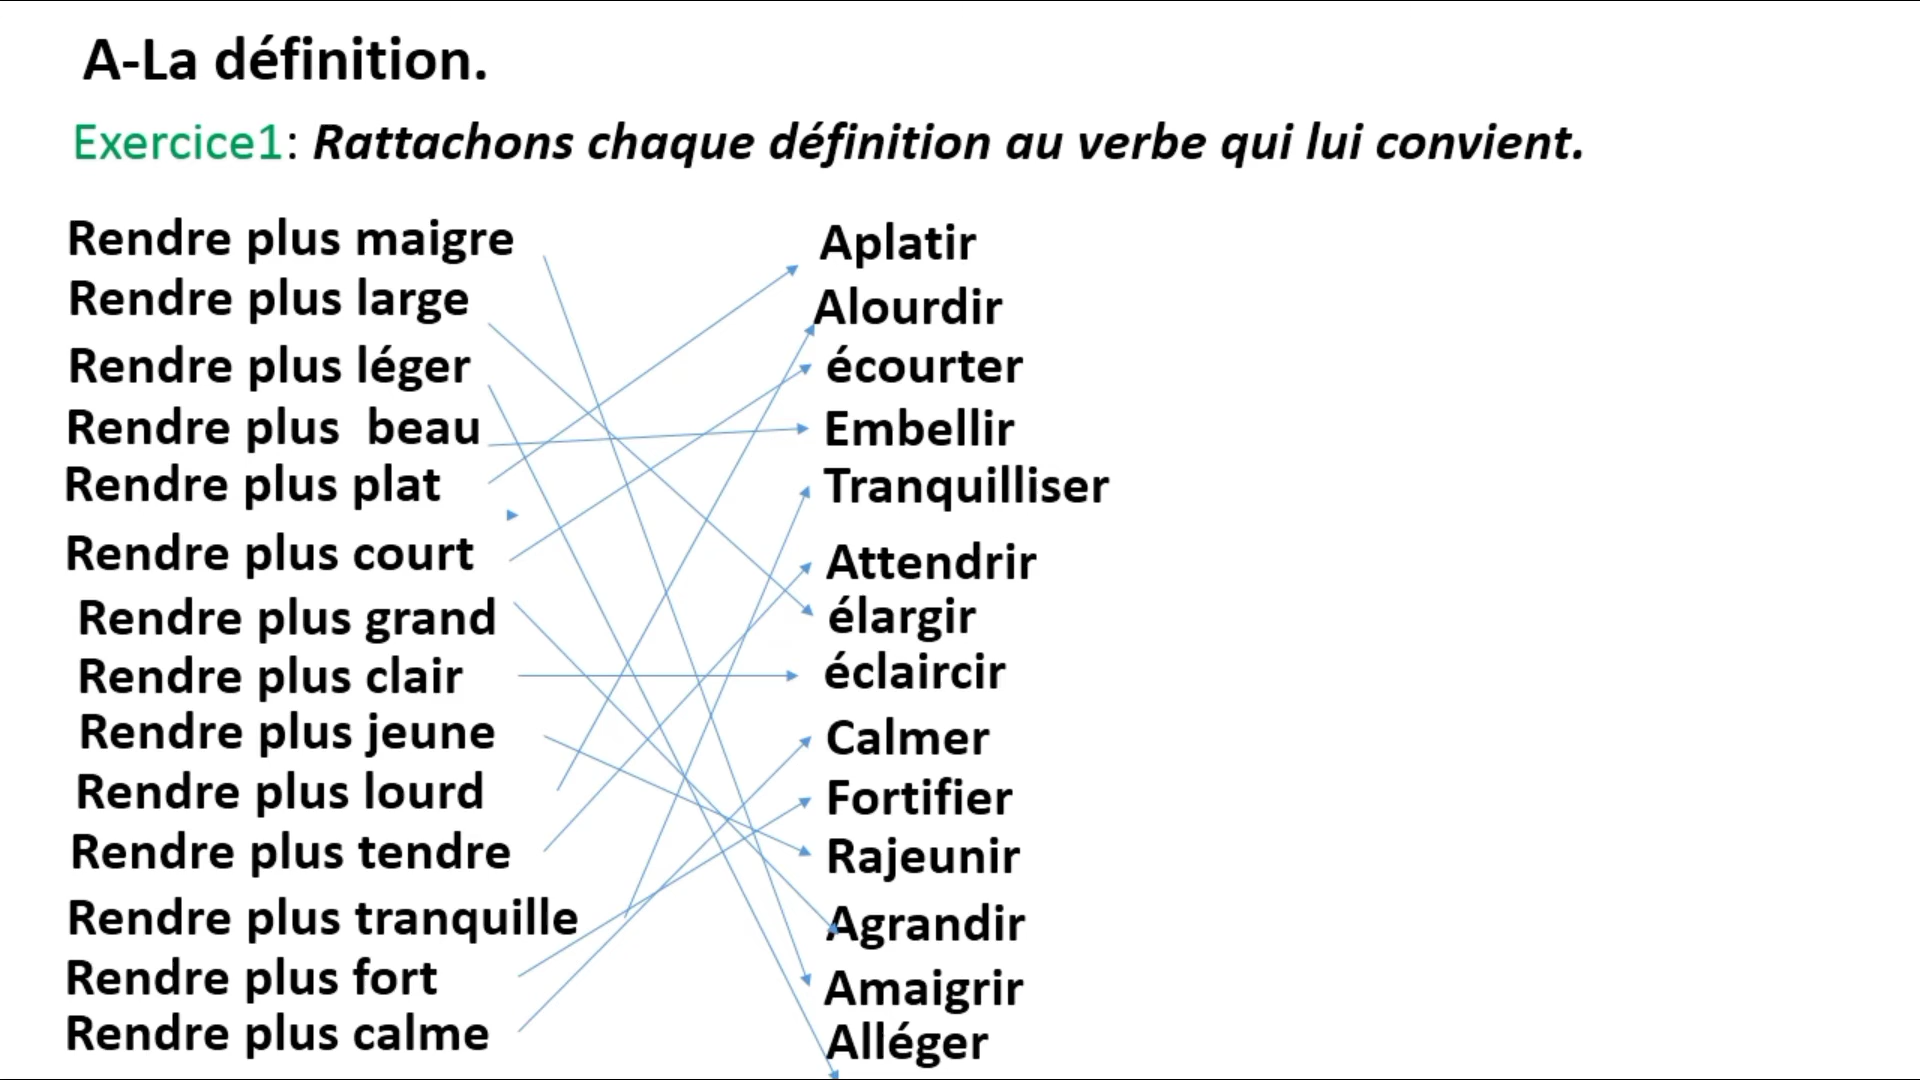 A-La définition.
Exercice1: Rattachons chaque définition au verbe qui lui convient.
Rendre plus maigre
Rendre plus large
Rendre plus léger
Rendre plus  beau
Rendre plus plat
Rendre plus court
Rendre plus grand
Rendre plus clair
Rendre plus jeune
Rendre plus lourd
Rendre plus tendre
Rendre plus tranquille
Rendre plus fort
Rendre plus calme
Aplatir
Alourdir
écourter
Embellir
Tranquilliser
Attendrir
élargir
éclaircir
Calmer
Fortifier
Rajeunir
Agrandir
Amaigrir
Alléger